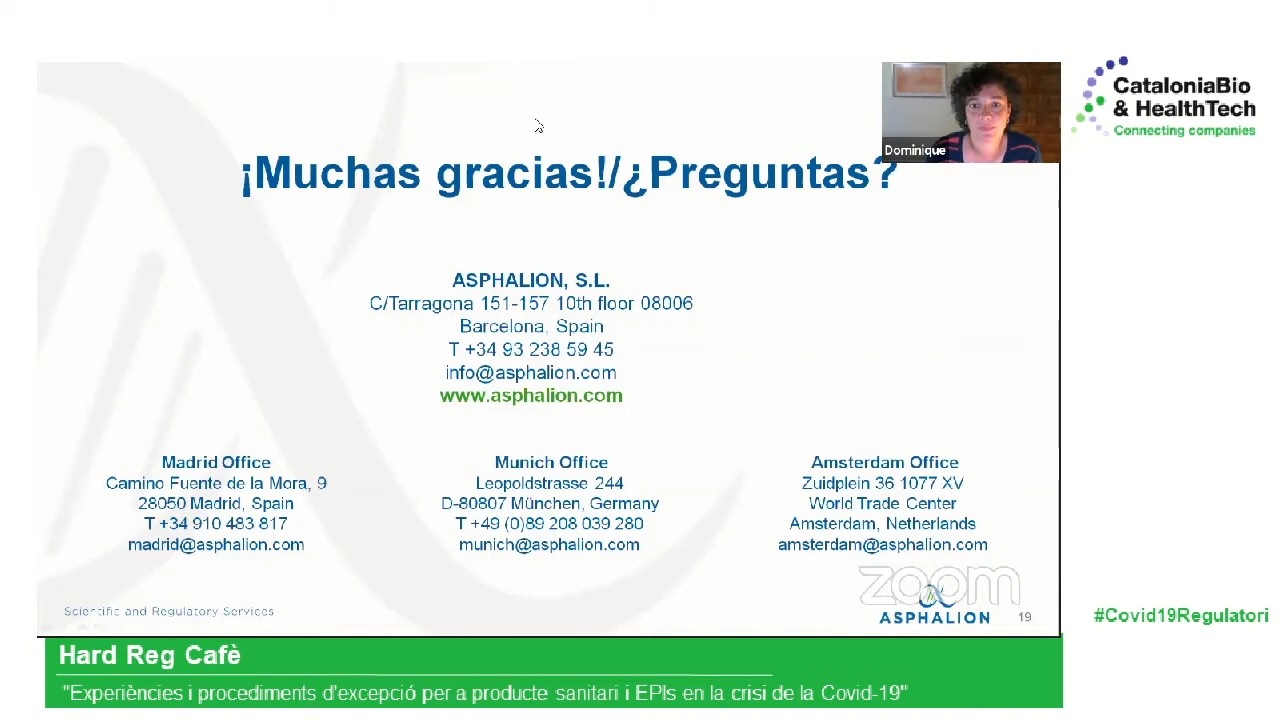 CataloniaBio
& HealthTech
Connecting companies
Dominique
¡Muchas gracias!/¿Preguntas?
ASPHALION, S.L.
C/Tarragona 151-157 10th floor 08006
Barcelona, Spain
T +34 93 238 59 45
info@asphalion.com
www.asphalion.com
Madrid Office
Camino Fuente de la Mora, 9
28050 Madrid, Spain
T +34 910 483 817
madrid@asphalion.com
Munich Office
Leopoldstrasse 244
D-80807 München, Germany
T +49 (0)89 208 039 280
munich@asphalion.com
Amsterdam Office
Zuidplein 36 1077 XV
World Trade Center
Amsterdam, Netherlands
amsterdam@asphalion.com
zoom
Scientific and Regulatory Services
ASPHALION
19
#Covid19Regulatori
Hard Reg Cafè
"Experiències i procediments d'excepció per a producte sanitari i EPIs en la crisi de la Covid-19"